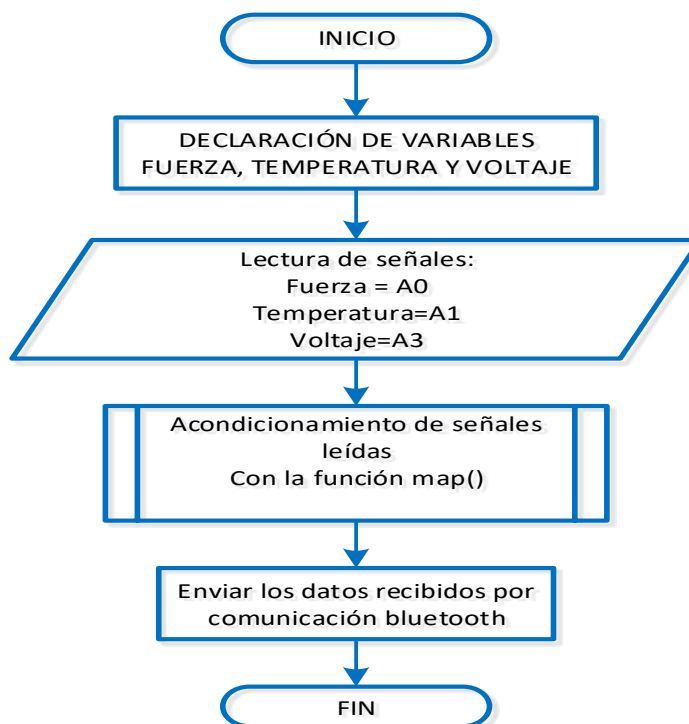 INICIO
DECLARACIÓN DE VARIABLES
FUERZA, TEMPERATURA Y VOLTAJE
Lectura de señales:
Fuerza = A0
Temperatura=A1
Voltaje=A3
Acondicionamiento de señales
leídas
Con la función map()
Enviar los datos recibidos por
comunicación bluetooth
FIN